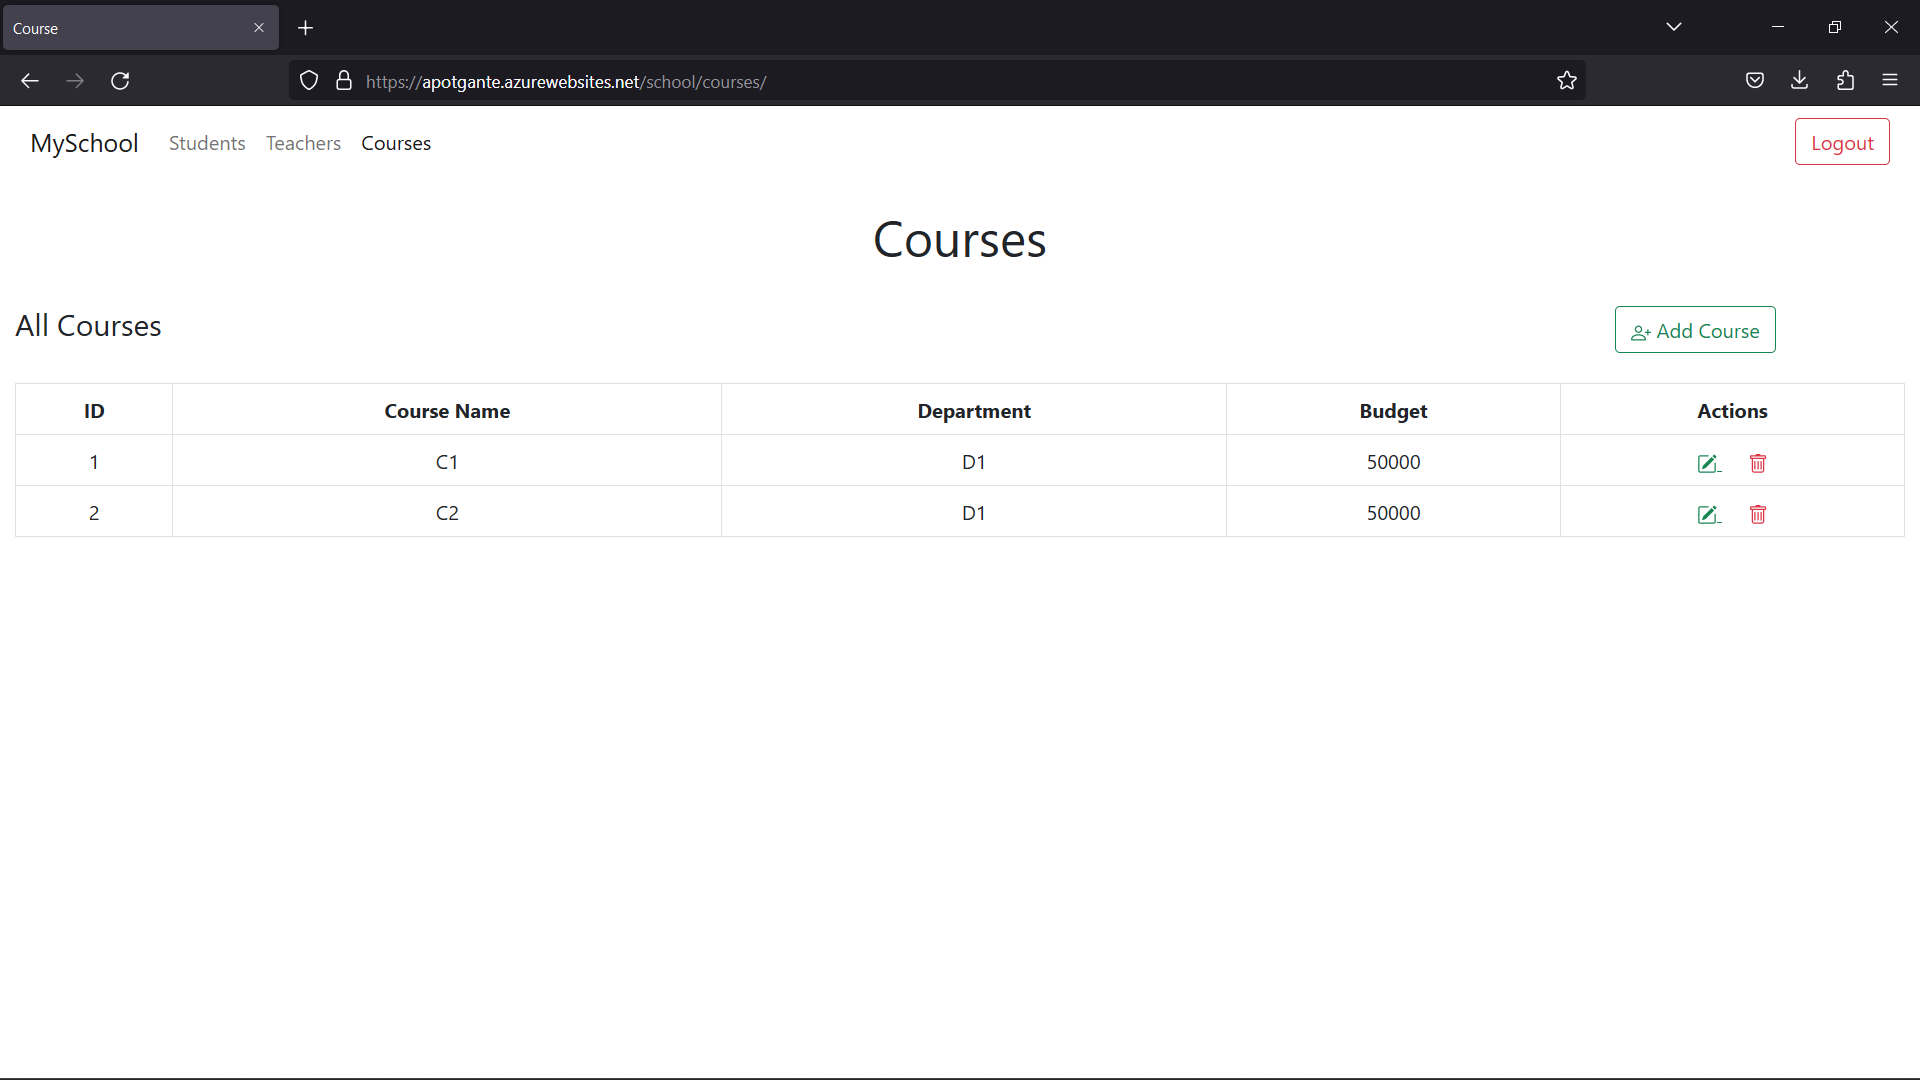 Course
https://apotgante.azurewebsites.net/school/courses/
MySchool Students Teachers Courses Logout
Courses
All Courses Add Course
ID Course Name Department Budget Actions
1 C1 D1 50000
2 C2 D1 50000